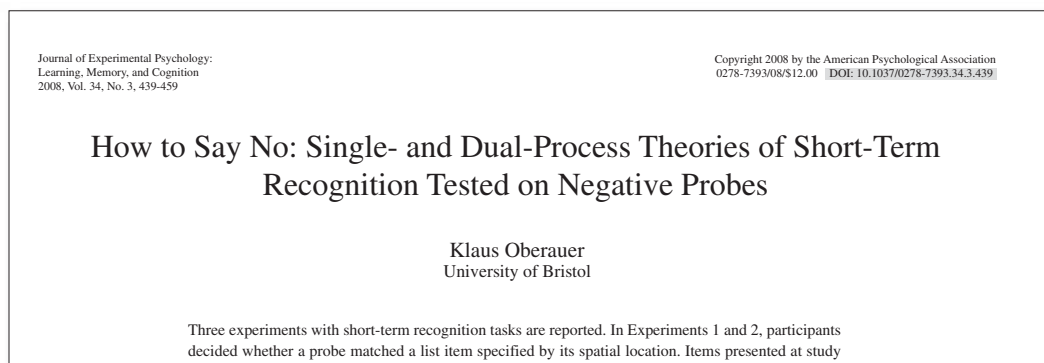 Journal of Experimental Psychology:
Learning, Memory, and Cognition
2008, Vol. 34, No. 3, 439-459
Copyright 2008 by the American Psychological Association
0278-7393/08/$12.00 DOI: 10.1037/0278-7393.34.3.439
How to Say No: Single- and Dual-Process Theories of Short-Term
Recognition Tested on Negative Probes
Klaus Oberauer
University of Bristol
Three experiments with short-term recognition tasks are reported. In Experiments 1 and 2, participants
decided whether a probe matched a list item specified by its spatial location. Items presented at study